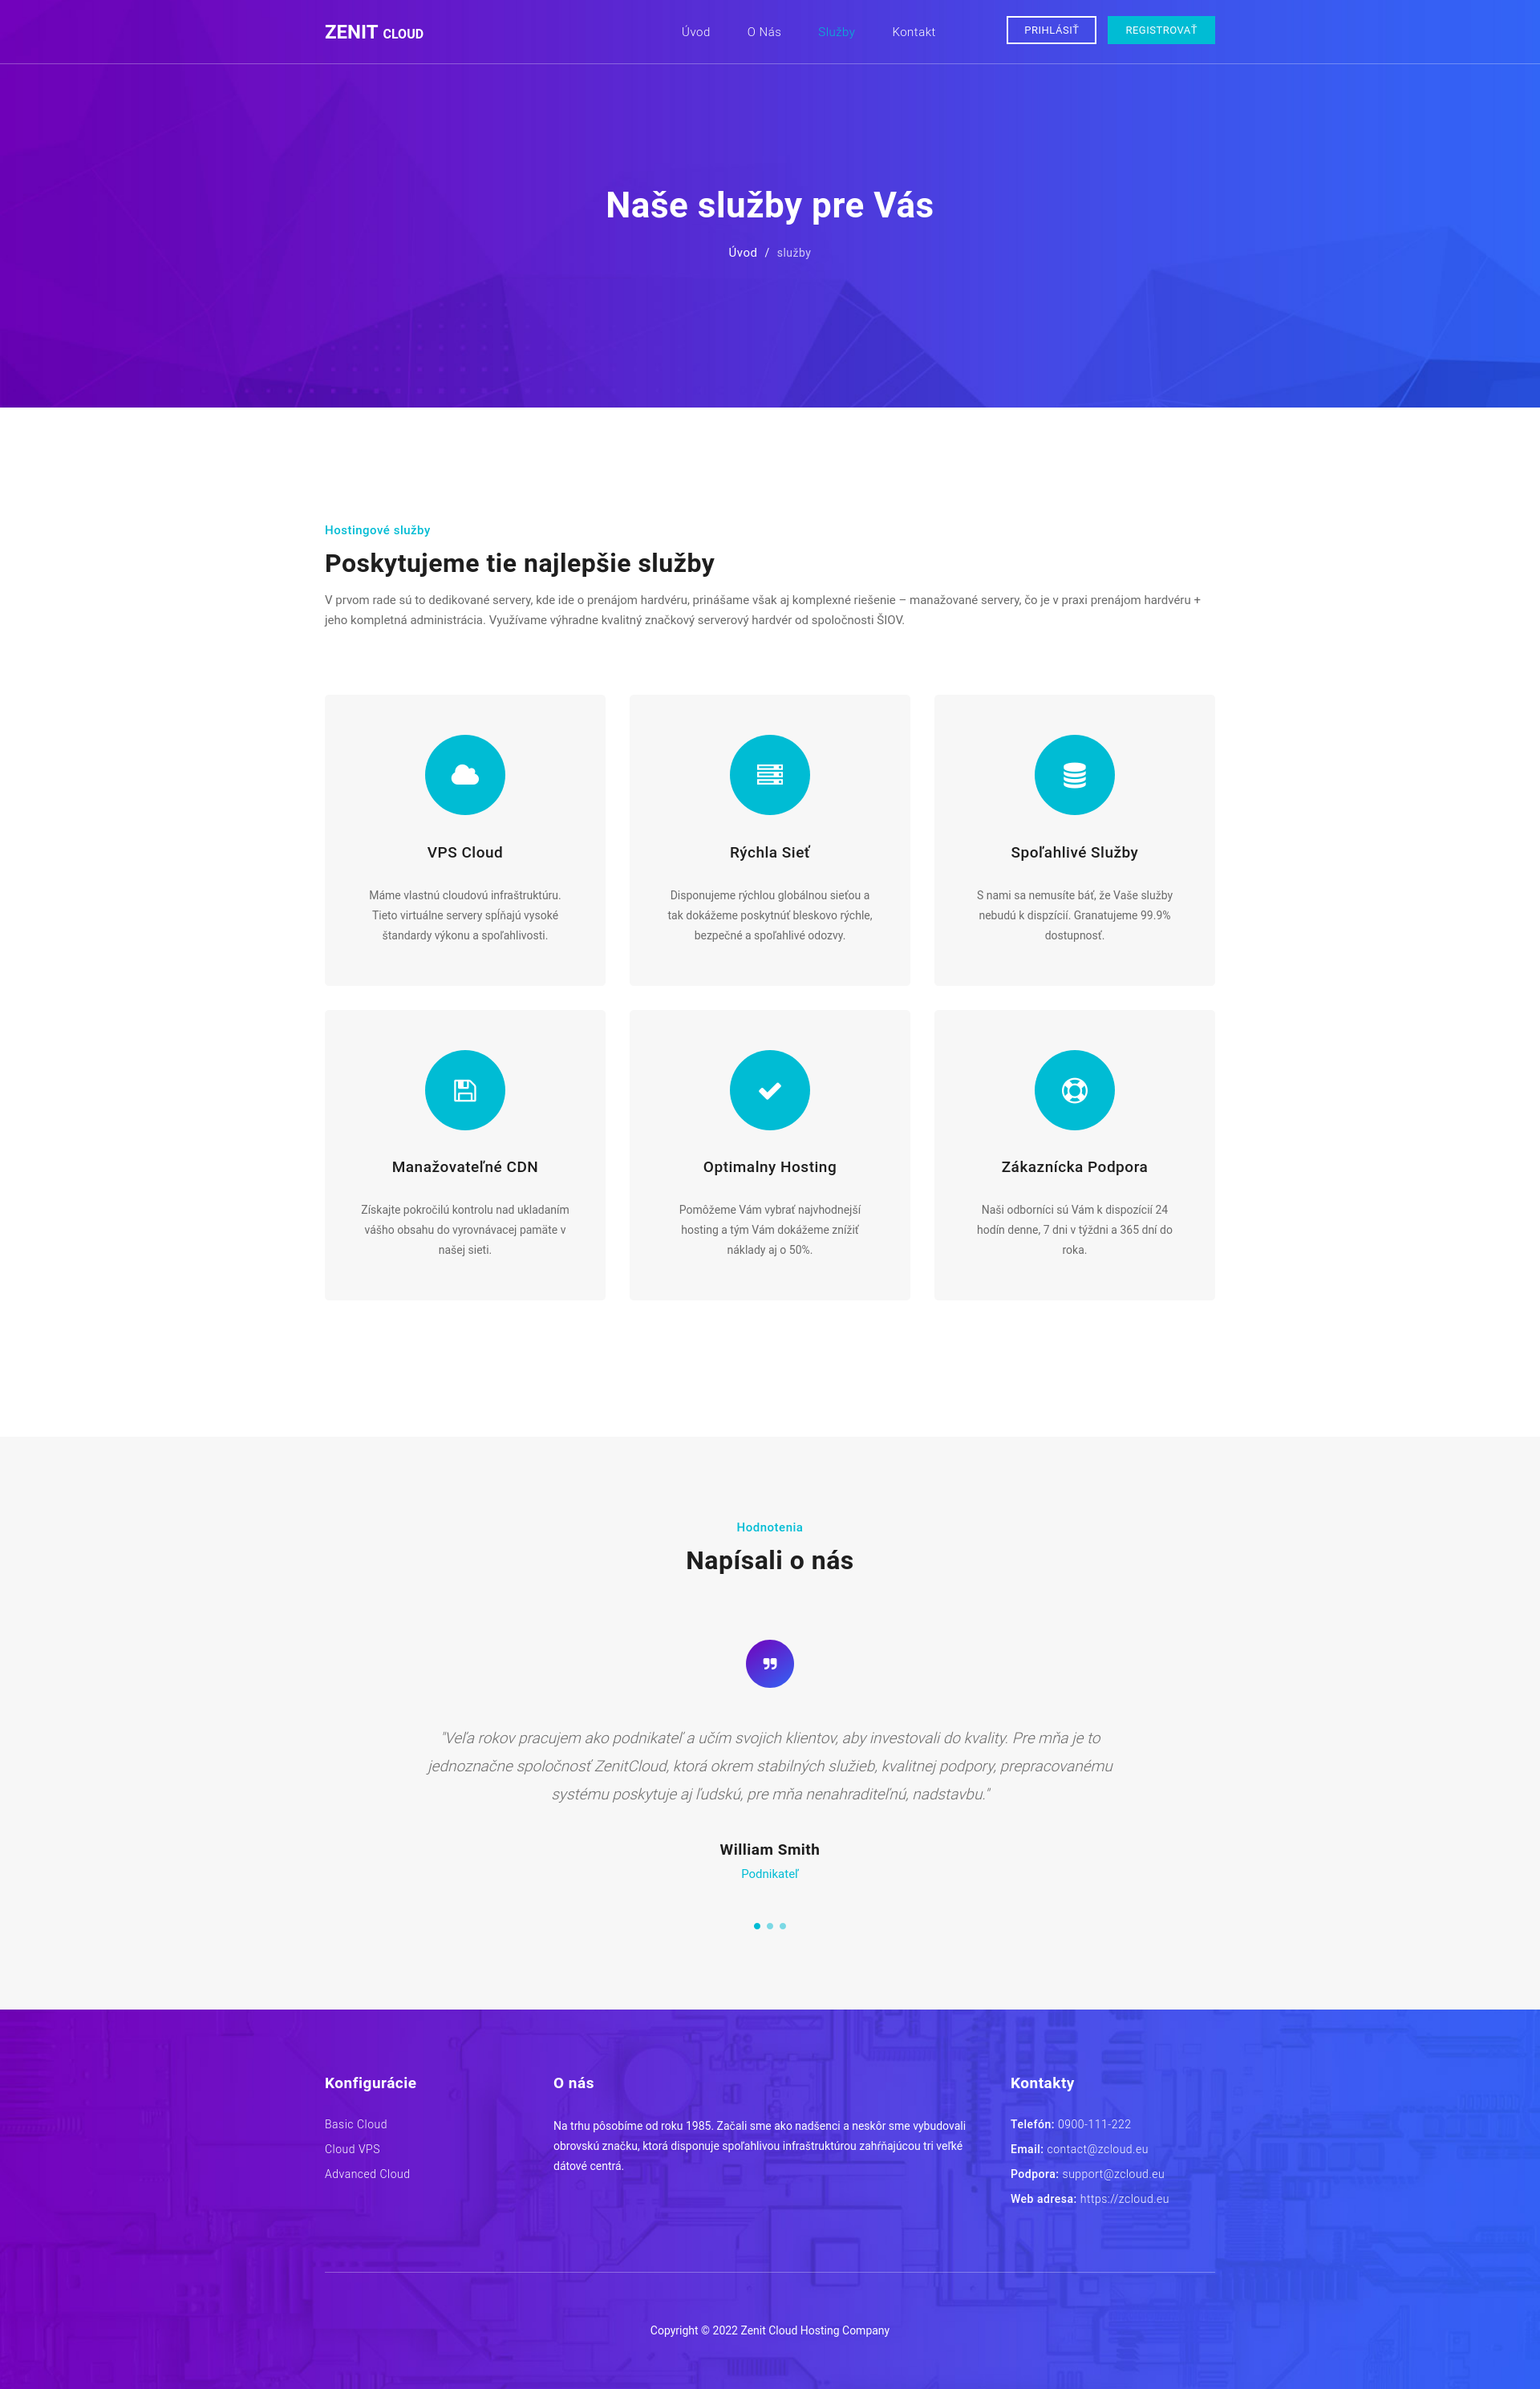 ZENIT CLOUD
Úvod
O Nás
Služby
Kontakt
PRIHLÁSIŤ
REGISTROVAŤ
Naše služby pre Vás
Úvod / služby
Hostingové služby
Poskytujeme tie najlepšie služby
V prvom rade sú to dedikované servery, kde ide o prenájom hardvéru, prinášame však aj komplexné riešenie – manažované servery, čo je v praxi prenájom hardvéru +
jeho kompletná administrácia. Využívame výhradne kvalitný značkový serverový hardvér od spoločnosti ŠIOV.
VPS Cloud
Máme vlastnú cloudovú infraštruktúru.
Tieto virtuálne servery spĺňajú vysoké
štandardy výkonu a spoľahlivosti.
Rýchla Sieť
Disponujeme rýchlou globálnou sieťou a
tak dokážeme poskytnúť bleskovo rýchle,
bezpečné a spoľahlivé odozvy.
Spoľahlivé Služby
S nami sa nemusíte báť, že Vaše služby
nebudú k dispzícií. Granatujeme 99.9%
dostupnosť.
Manažovateľné CDN
Získajte pokročilú kontrolu nad ukladaním
vášho obsahu do vyrovnávacej pamäte v
našej sieti.
Optimalny Hosting
Pomôžeme Vám vybrať najvhodnejší
hosting a tým Vám dokážeme znížiť
náklady aj o 50%.
Zákaznícka Podpora
Naši odborníci sú Vám k dispozícií 24
hodín denne, 7 dni v týždni a 365 dní do
roka.
Hodnotenia
Napísali o nás
"Veľa rokov pracujem ako podnikateľ a učím svojich klientov, aby investovali do kvality. Pre mňa je to
jednoznačne spoločnosť ZenitCloud, ktorá okrem stabilných služieb, kvalitnej podpory, prepracovanému
systému poskytuje aj ľudskú, pre mňa nenahraditeľnú, nadstavbu."
William Smith
Podnikateľ
Konfigurácie
Basic Cloud
Cloud VPS
Advanced Cloud
O nás
Na trhu pôsobíme od roku 1985. Začali sme ako nadšenci a neskôr sme vybudovali
obrovskú značku, ktorá disponuje spoľahlivou infraštruktúrou zahŕňajúcou tri veľké
dátové centrá.
Kontakty
Telefón: 0900-111-222
Email: contact@zcloud.eu
Podpora: support@zcloud.eu
Web adresa: https://zcloud.eu
Copyright © 2022 Zenit Cloud Hosting Company